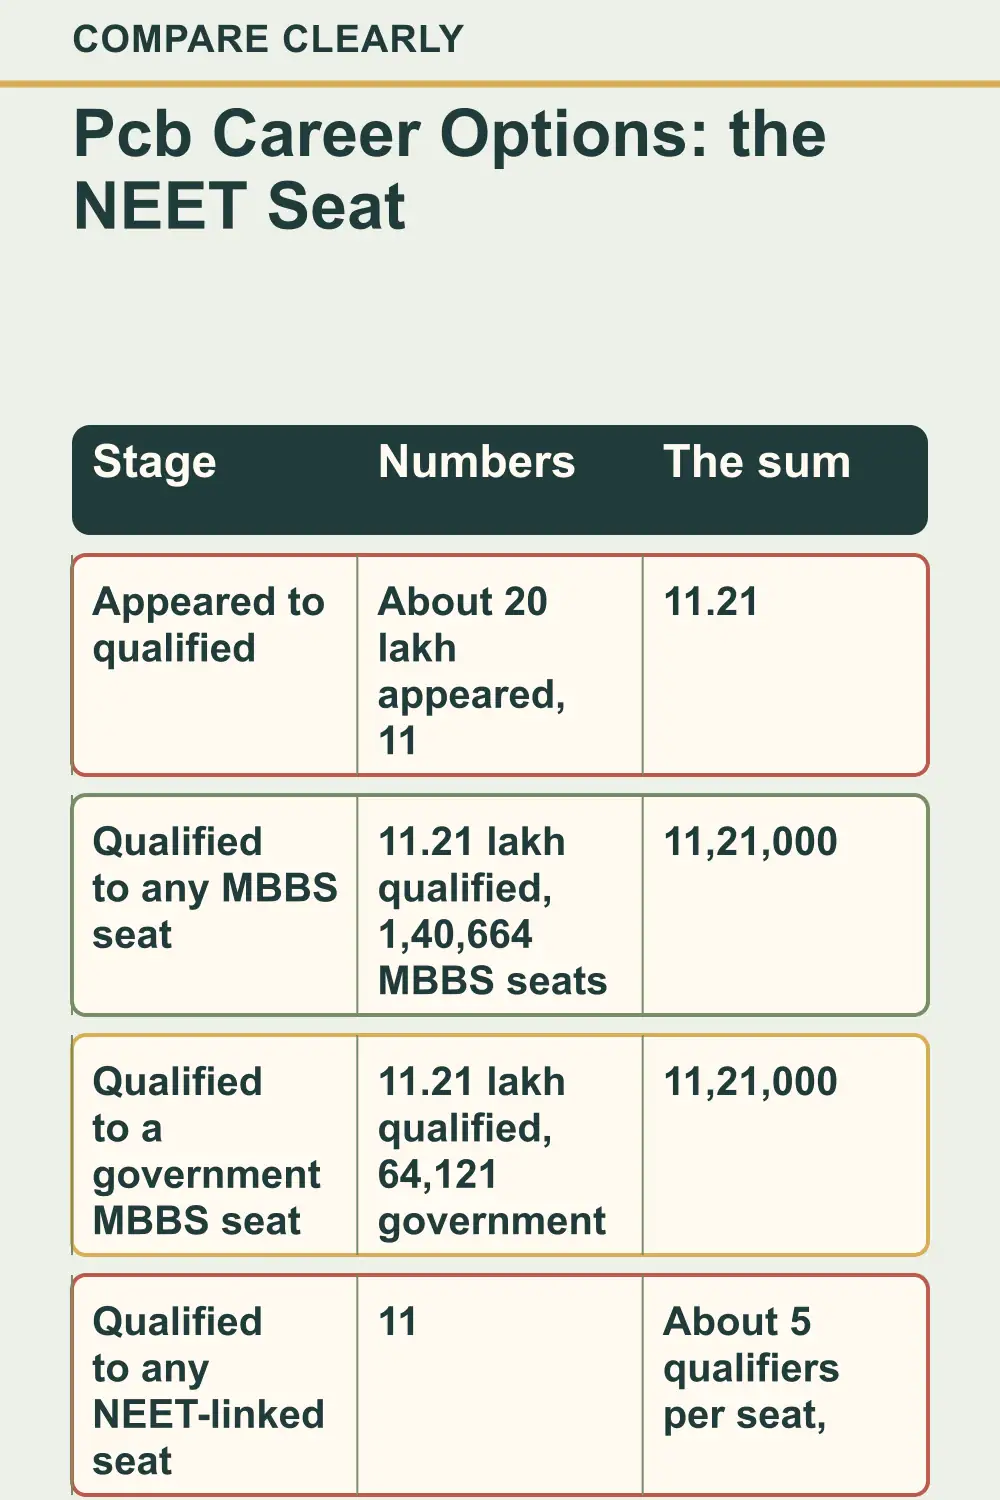 COMPARE CLEARLY
Pcb Career Options: the
NEET Seat
Stage
Numbers
The sum
Appeared to
qualified
About 20
lakh
appeared,
11
11.21
Qualified
to any MBBS
seat
11.21 lakh
qualified,
1,40,664
MBBS seats
11,21,000
Qualified
to a
government
MBBS seat
11.21 lakh
qualified,
64,121
government
11,21,000
Qualified
to any
NEET-linked
seat
11
About 5
qualifiers
per seat,